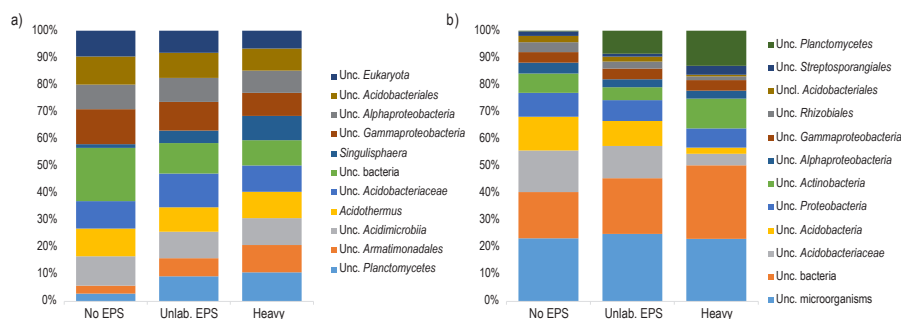 a)
100%
90%
80%
70%
60%
50%
40%
30%
20%
10%
0%
No EPS
Unlab. EPS
Heavy
Unc. Eukaryota
Unc. Acidobacteriales
Unc. Alphaproteobacteria
Unc. Gammaproteobacteria
Singulisphaera
Unc. bacteria
Unc. Acidobacteriaceae
Acidothermus
Unc. Acidimicrobiia
Unc. Armatimonadales
Unc. Planctomycetes
b)
100%
90%
80%
70%
60%
50%
40%
30%
20%
10%
0%
No EPS
Unlab. EPS
Heavy
Unc. Planctomycetes
Unc. Streptosporangiales
Uncl. Acidobacteriales
Unc. Rhizobiales
Unc. Gammaproteobacteria
Unc. Alphaproteobacteria
Unc. Actinobacteria
Unc. Proteobacteria
Unc. Acidobacteria
Unc. Acidobacteriaceae
Unc. bacteria
Unc. microorganisms